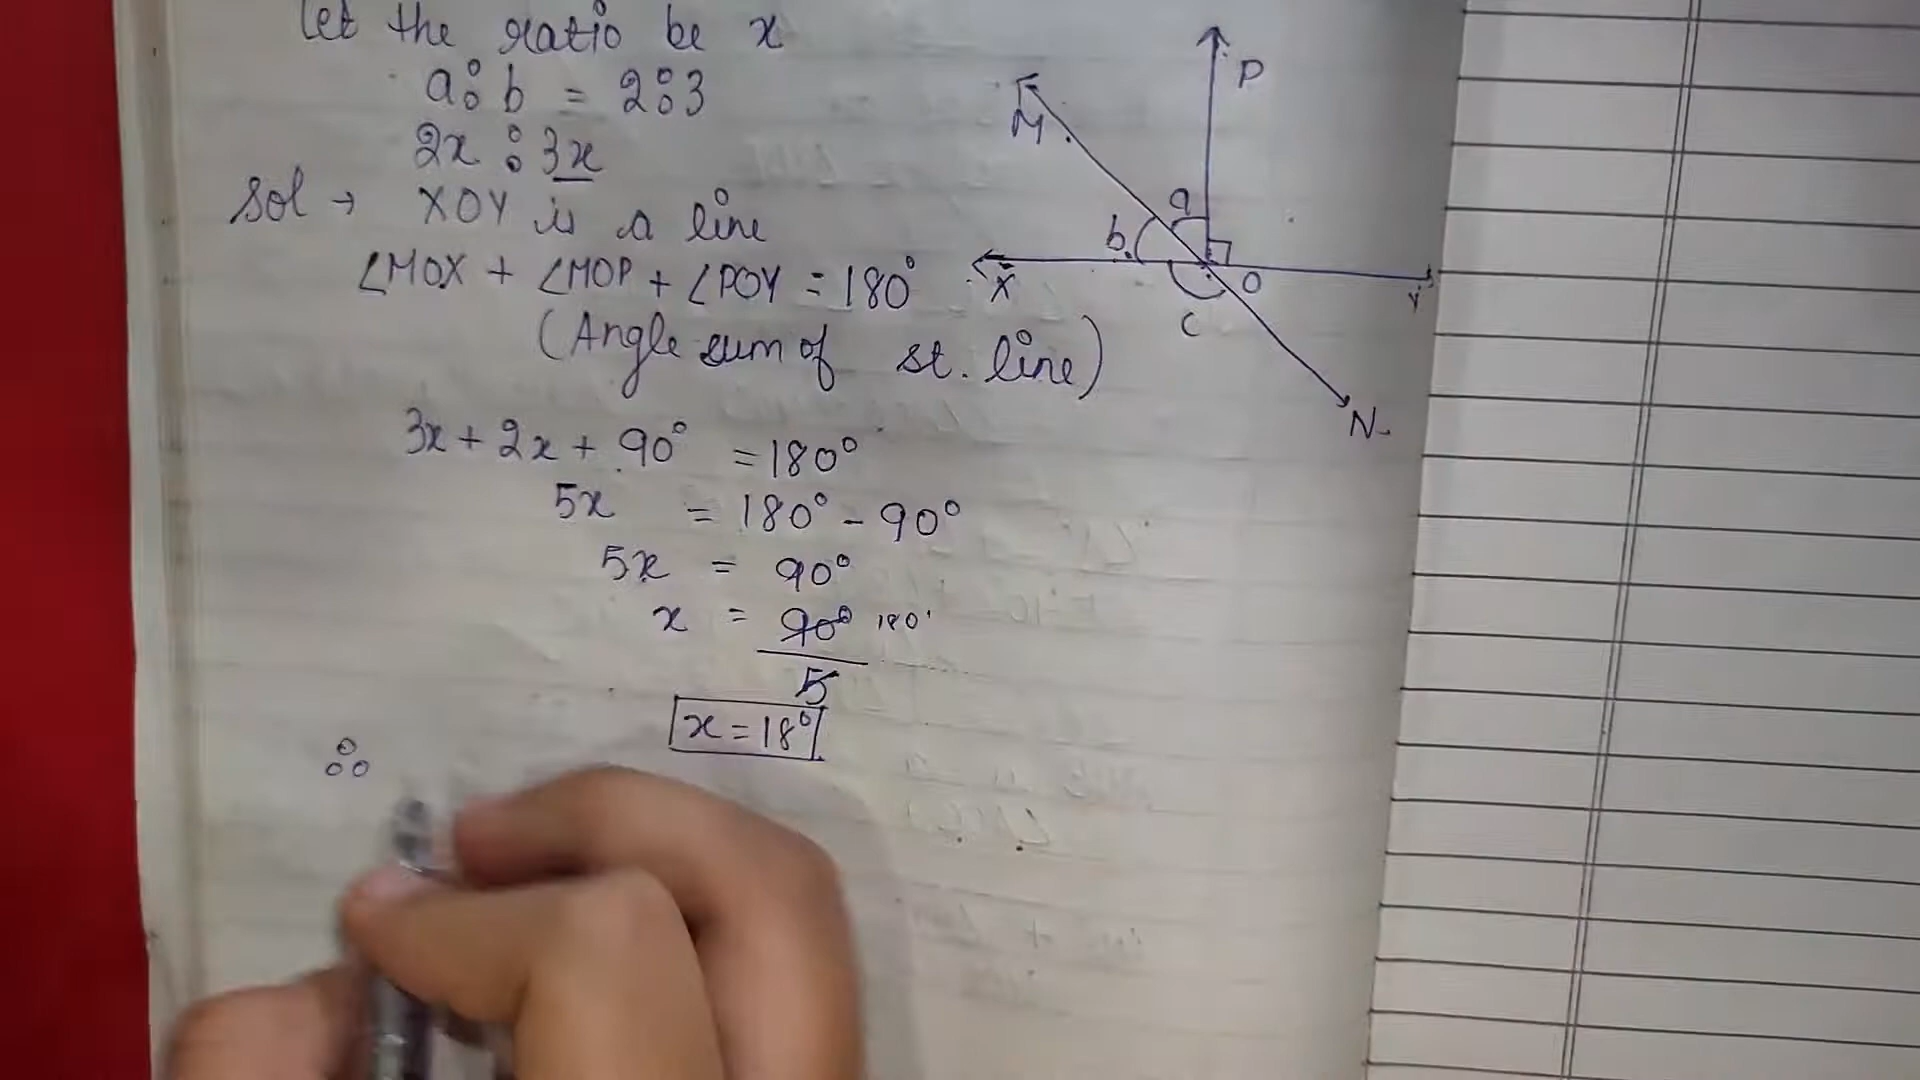 let the ratio be x
a : b = 2 : 3
2x : 3x
Sol → XOY is a line
∠MOX + ∠MOP + ∠POY = 180°
(Angle sum of st. line)
3x + 2x + 90° = 180°
5x = 180° - 90°
5x = 90°
x = 90° 180°
5
x = 18°
∴
P
M
a
b
X
O
Y
C
N